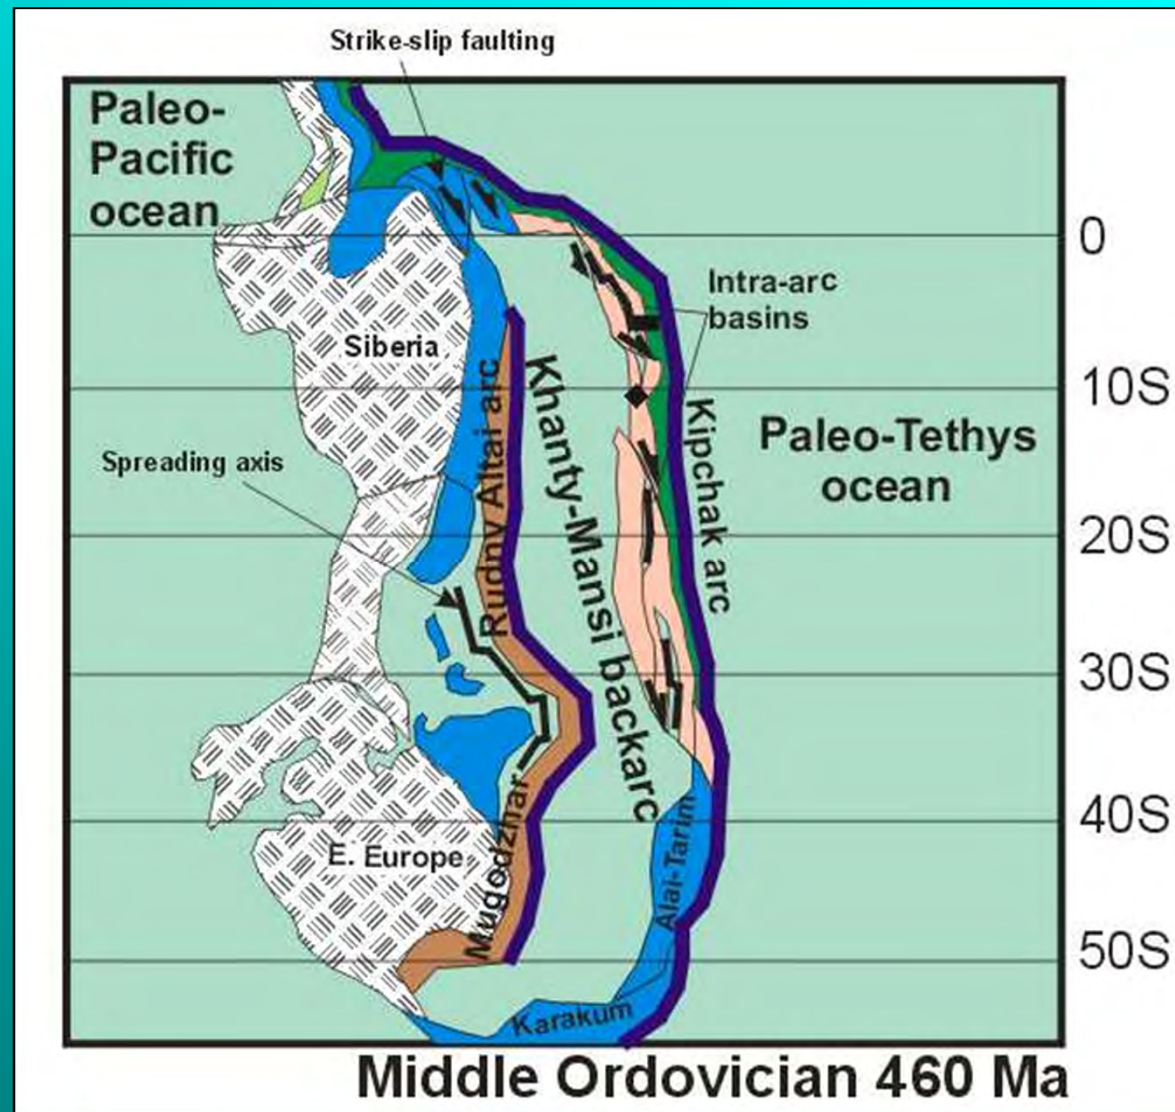 Strike-slip faulting
Paleo-
Pacific
ocean
0
Intra-arc
basins
Siberia
10S
Rudny Altai arc
Khanty-Mansi backarc
Kipchak arc
Paleo-Tethys
ocean
Spreading axis
20S
30S
40S
E. Europe
Mugodzhar
Alai-Tarim
50S
Karakum
Middle Ordovician 460 Ma